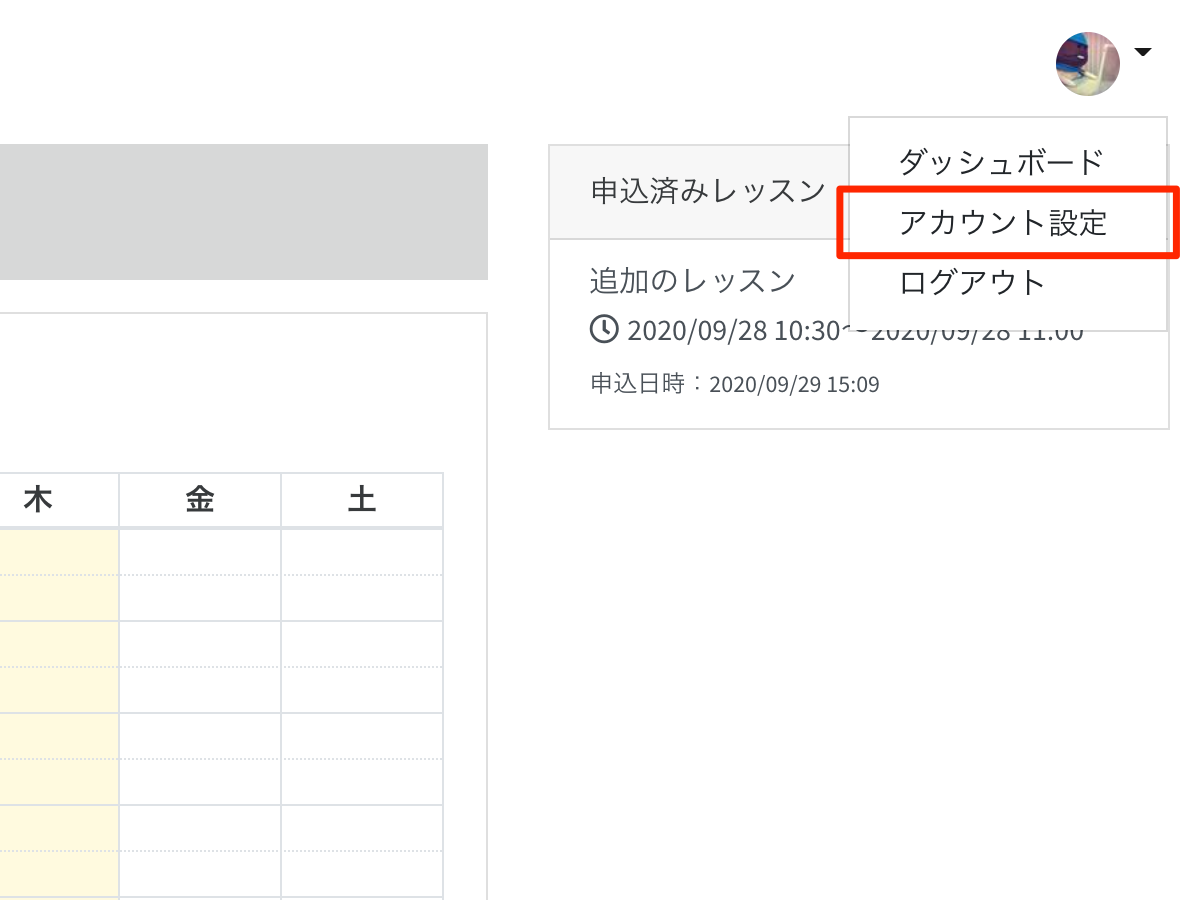 ダッシュボード
アカウント設定
ログアウト
申込済みレッスン
追加のレッスン
2020/09/28 10:30〜2020/09/28 11:00
申込日時：2020/09/29 15:09
木 金 土